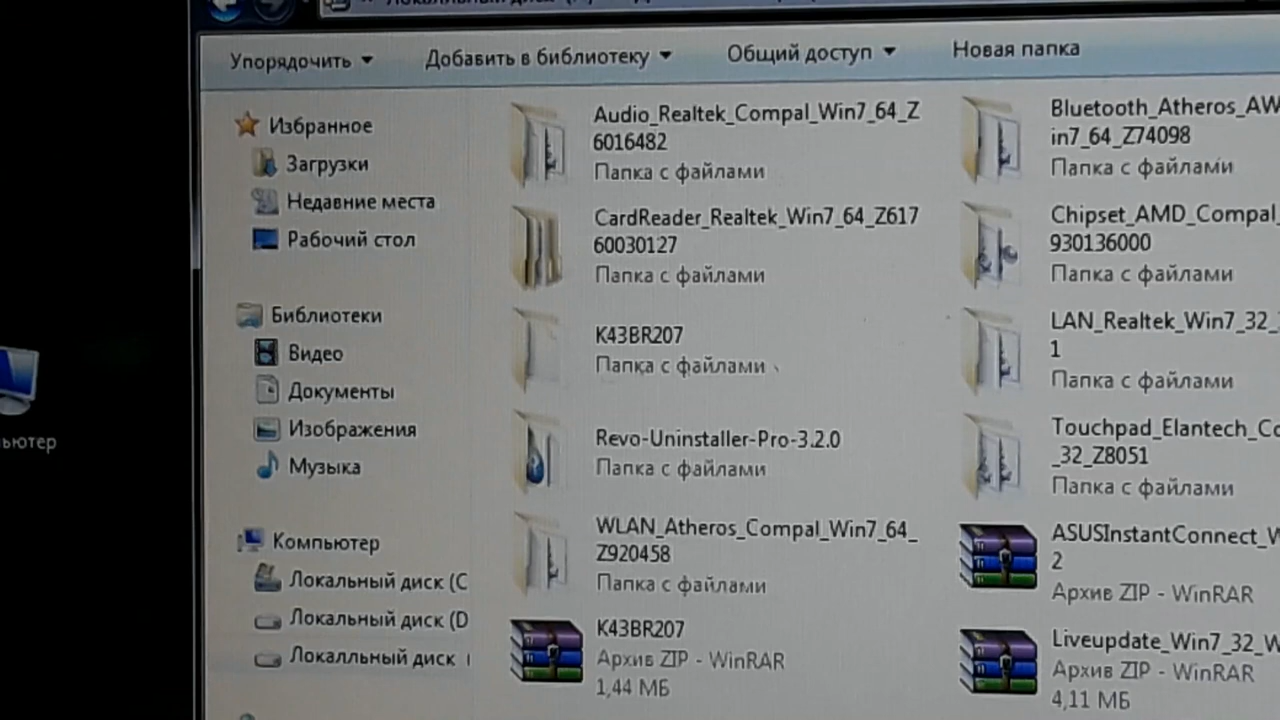 Упорядочить
Добавить в библиотеку
Общий доступ
Новая папка
Избранное
Загрузки
Недавние места
Рабочий стол
Библиотеки
Видео
Документы
Изображения
Музыка
Компьютер
Локальный диск (C
Локальный диск (D
Локалльный диск (
ьютер
Audio_Realtek_Compal_Win7_64_Z
6016482
Папка с файлами
Bluetooth_Atheros_AW
in7_64_Z74098
Папка с файлами
CardReader_Realtek_Win7_64_Z617
60030127
Папка с файлами
Chipset_AMD_Compal_
930136000
Папка с файлами
K43BR207
Папка с файлами
LAN_Realtek_Win7_32_
1
Папка с файлами
Revo-Uninstaller-Pro-3.2.0
Папка с файлами
Touchpad_Elantech_Co
_32_Z8051
Папка с файлами
WLAN_Atheros_Compal_Win7_64_
Z920458
Папка с файлами
ASUSInstantConnect_W
2
Архив ZIP - WinRAR
K43BR207
Архив ZIP - WinRAR
1,44 МБ
Liveupdate_Win7_32_W
Архив ZIP - WinRAR
4,11 МБ